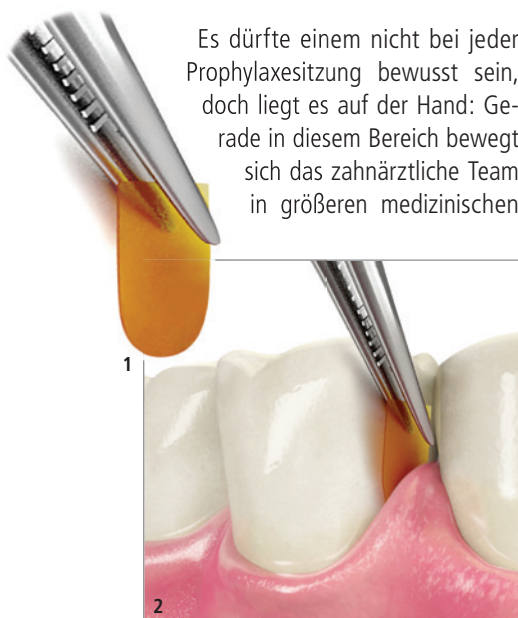 Es dürfte einem nicht bei jeder
Prophylaxesitzung bewusst sein,
doch liegt es auf der Hand: Ge-
rade in diesem Bereich bewegt
sich das zahnärztliche Team
in größeren medizinischen
1
2